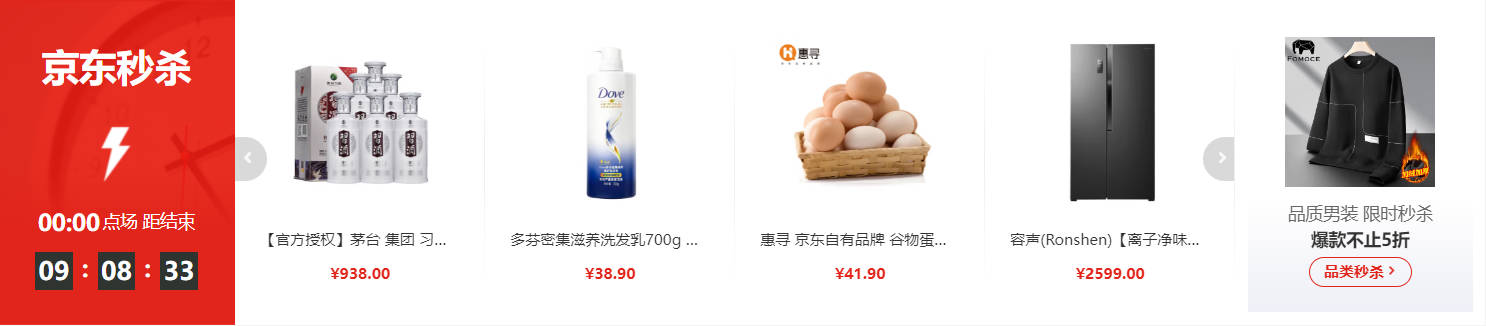 京东秒杀
00:00 点场 距结束
09 : 08 : 33
【官方授权】茅台 集团 习...
¥938.00
Dove
多芬密集滋养洗发乳700g ...
¥38.90
惠寻
惠寻 京东自有品牌 谷物蛋...
¥41.90
容声(Ronshen)【离子净味...
¥2599.00
FOMOCE
品质男装 限时秒杀
爆款不止5折
品类秒杀 >